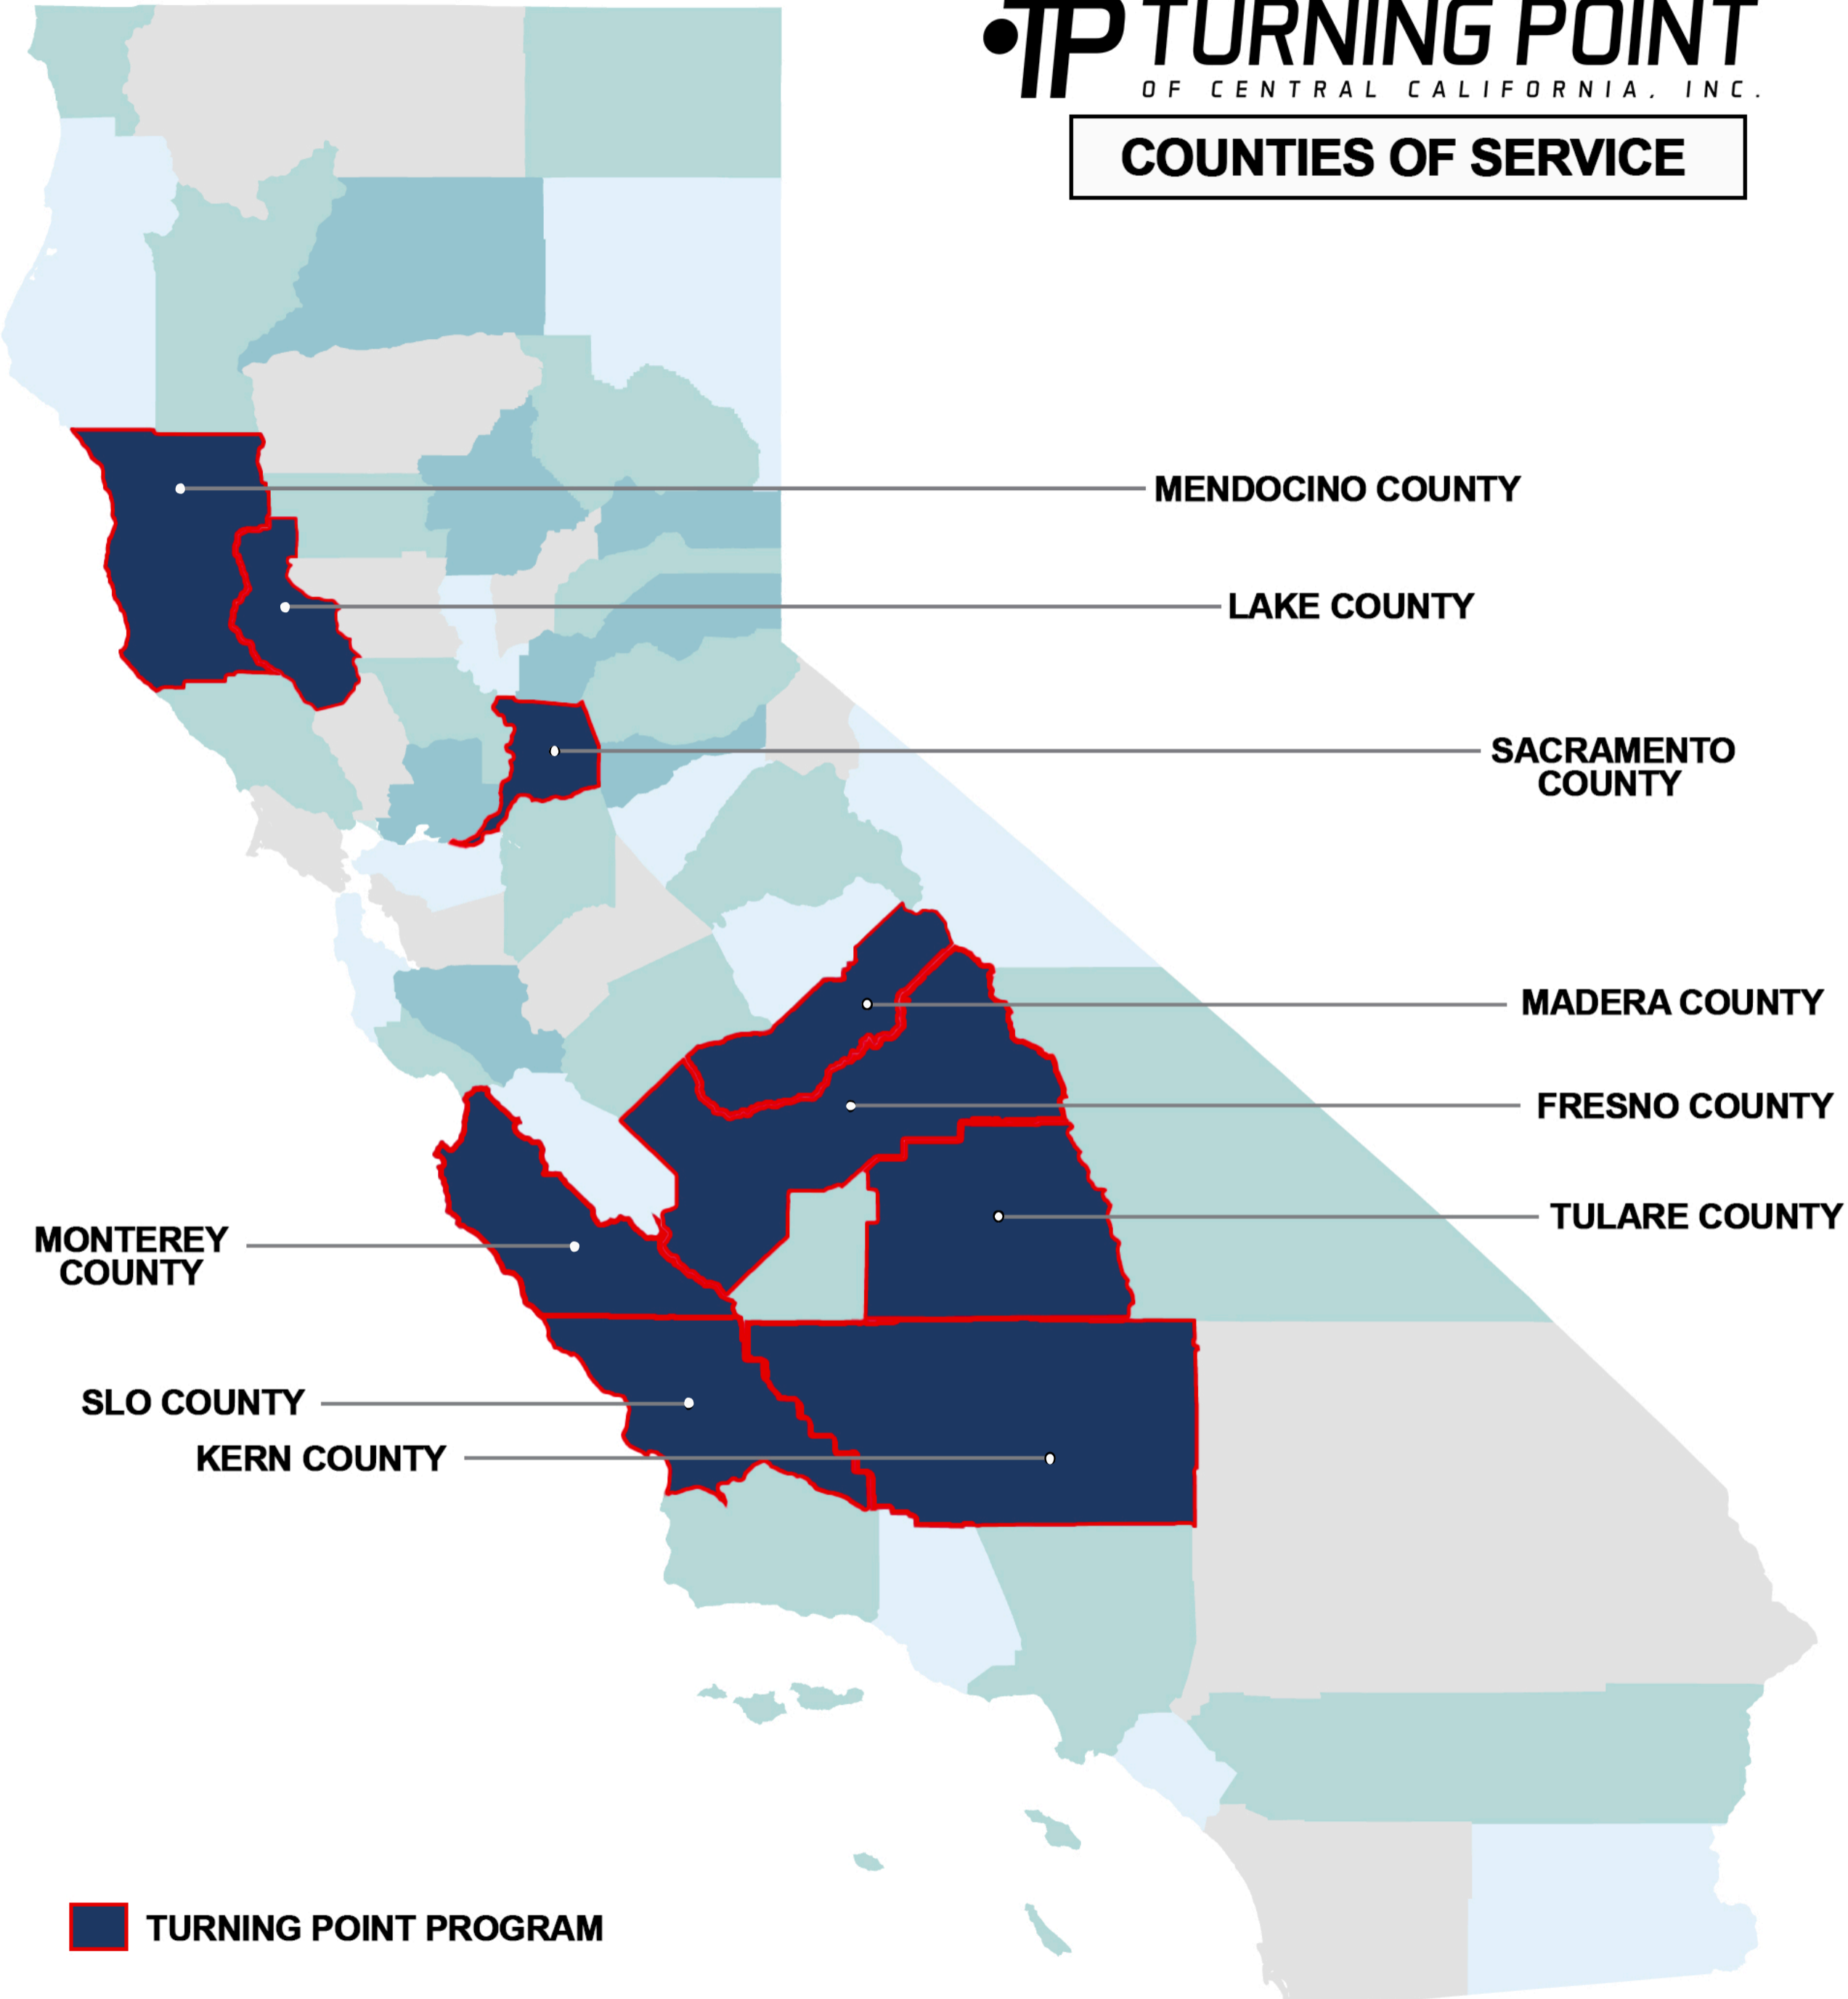 TP TURNING POINT
OF CENTRAL CALIFORNIA, INC.
COUNTIES OF SERVICE
MENDOCINO COUNTY
LAKE COUNTY
SACRAMENTO
COUNTY
MADERA COUNTY
FRESNO COUNTY
TULARE COUNTY
MONTEREY
COUNTY
SLO COUNTY
KERN COUNTY
TURNING POINT PROGRAM